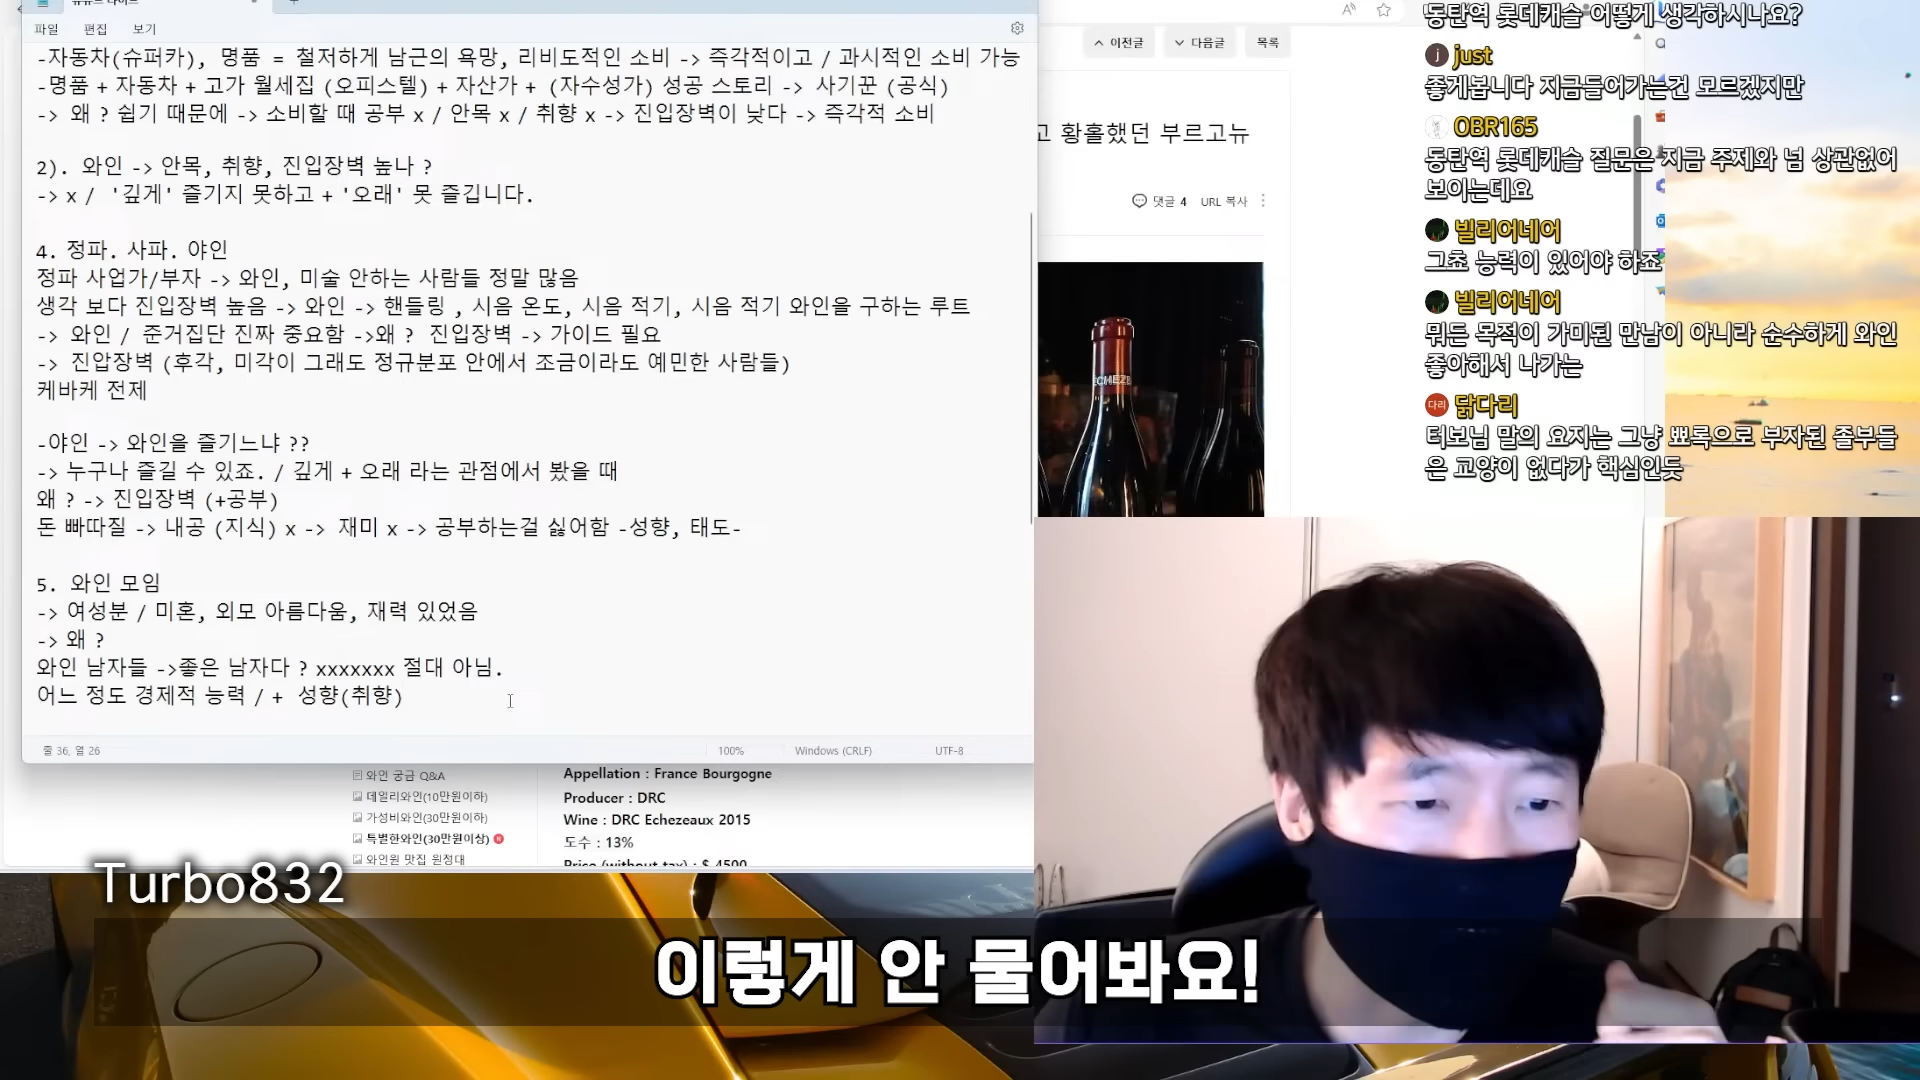 파일 편집 보기
-자동차(슈퍼카), 명품 = 철저하게 남근의 욕망, 리비도적인 소비 -> 즉각적이고 / 과시적인 소비 가능
-명품 + 자동차 + 고가 월세집 (오피스텔) + 자산가 + (자수성가) 성공 스토리 -> 사기꾼 (공식)
-> 왜 ? 쉽기 때문에 -> 소비할 때 공부 x / 안목 x / 취향 x -> 진입장벽이 낮다 -> 즉각적 소비
2). 와인 -> 안목, 취향, 진입장벽 높나 ?
-> x / '깊게' 즐기지 못하고 + '오래' 못 즐깁니다.
4. 정파. 사파. 야인
정파 사업가/부자 -> 와인, 미술 안하는 사람들 정말 많음
생각 보다 진입장벽 높음 -> 와인 -> 핸들링 , 시음 온도, 시음 적기, 시음 적기 와인을 구하는 루트
-> 와인 / 준거집단 진짜 중요함 ->왜 ? 진입장벽 -> 가이드 필요
-> 진압장벽 (후각, 미각이 그래도 정규분포 안에서 조금이라도 예민한 사람들)
케바케 전제
-야인 -> 와인을 즐기느냐 ??
-> 누구나 즐길 수 있죠. / 깊게 + 오래 라는 관점에서 봤을 때
왜 ? -> 진입장벽 (+공부)
돈 빠따질 -> 내공 (지식) x -> 재미 x -> 공부하는걸 싫어함 -성향, 태도-
5. 와인 모임
-> 여성분 / 미혼, 외모 아름다움, 재력 있었음
-> 왜 ?
와인 남자들 ->좋은 남자다 ? xxxxxxx 절대 아님.
어느 정도 경제적 능력 / + 성향(취향)
줄 36, 열 26 100% Windows (CRLF) UTF-8
이전글 다음글 목록
고 황홀했던 부르고뉴
댓글 4 URL 복사
ECHEZE
와인 궁금 Q&A
데일리와인(10만원이하)
가성비와인(30만원이하)
특별한와인(30만원이상)
와인원 맛집 원정대
Appellation : France Bourgogne
Producer : DRC
Wine : DRC Echezeaux 2015
도수 : 13%
Price (without tax) : $ 4500
동탄역 롯데캐슬 어떻게 생각하시나요?
just
좋게봅니다 지금들어가는건 모르겠지만
OBR165
동탄역 롯데캐슬 질문은 지금 주제와 넘 상관없어
보이는데요
빌리어네어
그쵸 능력이 있어야 하죠
빌리어네어
뭐든 목적이 가미된 만남이 아니라 순수하게 와인
좋아해서 나가는
다리 닭다리
터보님 말의 요지는 그냥 뽀록으로 부자된 졸부들
은 교양이 없다가 핵심인듯
Turbo832
이렇게 안 물어봐요!